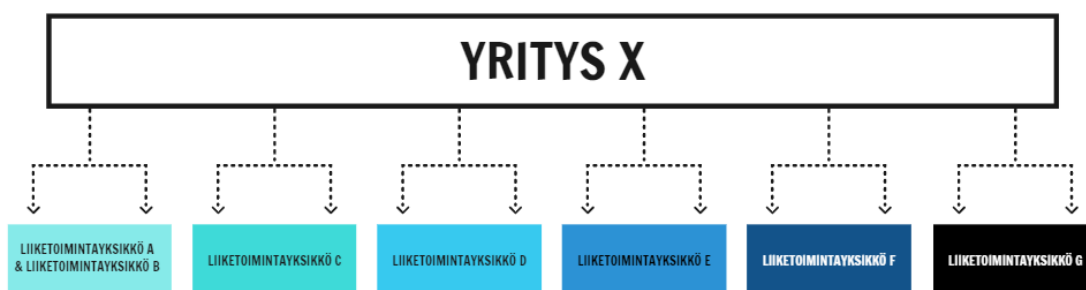 YRITYS X
LIIKETOIMINTAYKSIKKÖ A
& LIIKETOIMINTAYKSIKKÖ B
LIIKETOIMINTAYKSIKKÖ C
LIIKETOIMINTAYKSIKKÖ D
LIIKETOIMINTAYKSIKKÖ E
LIIKETOIMINTAYKSIKKÖ F
LIIKETOIMINTAYKSIKKÖ G